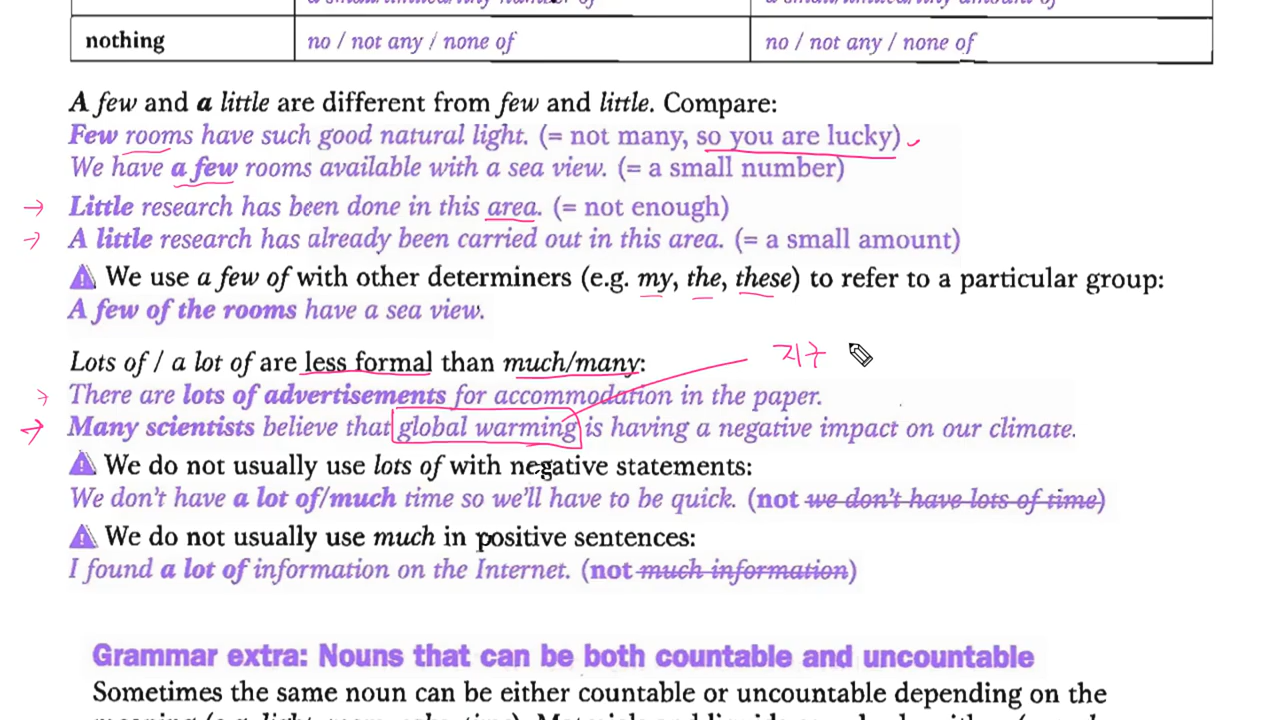 a small/limited/tiny number of
a small/limited/tiny amount of
nothing
no / not any / none of
no / not any / none of
A few and a little are different from few and little. Compare:
Few rooms have such good natural light. (= not many, so you are lucky)
We have a few rooms available with a sea view. (= a small number)
Little research has been done in this area. (= not enough)
A little research has already been carried out in this area. (= a small amount)
We use a few of with other determiners (e.g. my, the, these) to refer to a particular group:
A few of the rooms have a sea view.
Lots of / a lot of are less formal than much/many:
지구
There are lots of advertisements for accommodation in the paper.
Many scientists believe that global warming is having a negative impact on our climate.
We do not usually use lots of with negative statements:
We don't have a lot of/much time so we'll have to be quick. (not we don't have lots of time)
We do not usually use much in positive sentences:
I found a lot of information on the Internet. (not much information)
Grammar extra: Nouns that can be both countable and uncountable
Sometimes the same noun can be either countable or uncountable depending on the